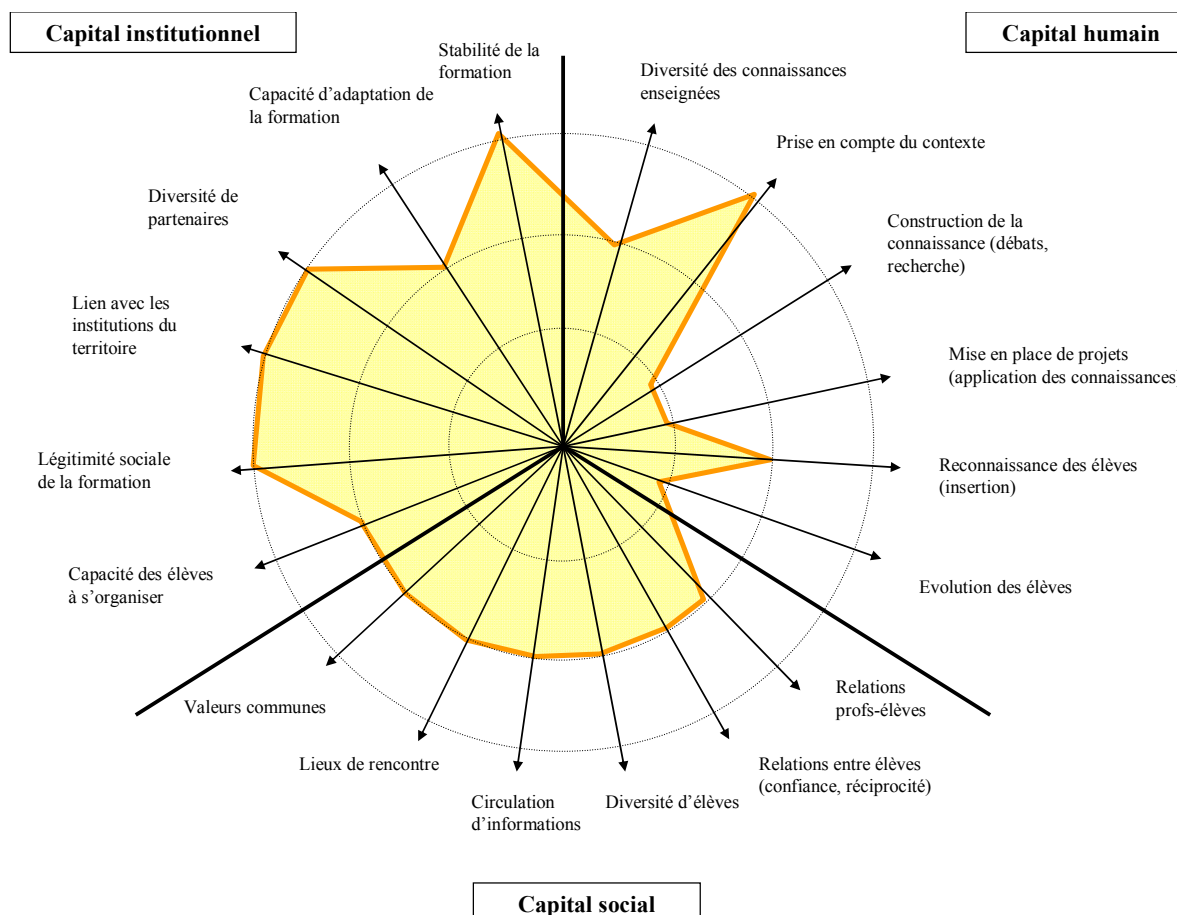 Capital institutionnel
Capital humain
Stabilité de la
formation
Diversité des connaissances
enseignées
Capacité d’adaptation de
la formation
Prise en compte du contexte
Diversité de
partenaires
Construction de la
connaissance (débats,
recherche)
Lien avec les
institutions du
territoire
Mise en place de projets
(application des connaissances)
Légitimité sociale
de la formation
Reconnaissance des élèves
(insertion)
Capacité des élèves
à s’organiser
Evolution des élèves
Valeurs communes
Relations
profs-élèves
Lieux de rencontre
Relations entre élèves
(confiance, réciprocité)
Circulation
d’informations
Diversité d’élèves
Capital social